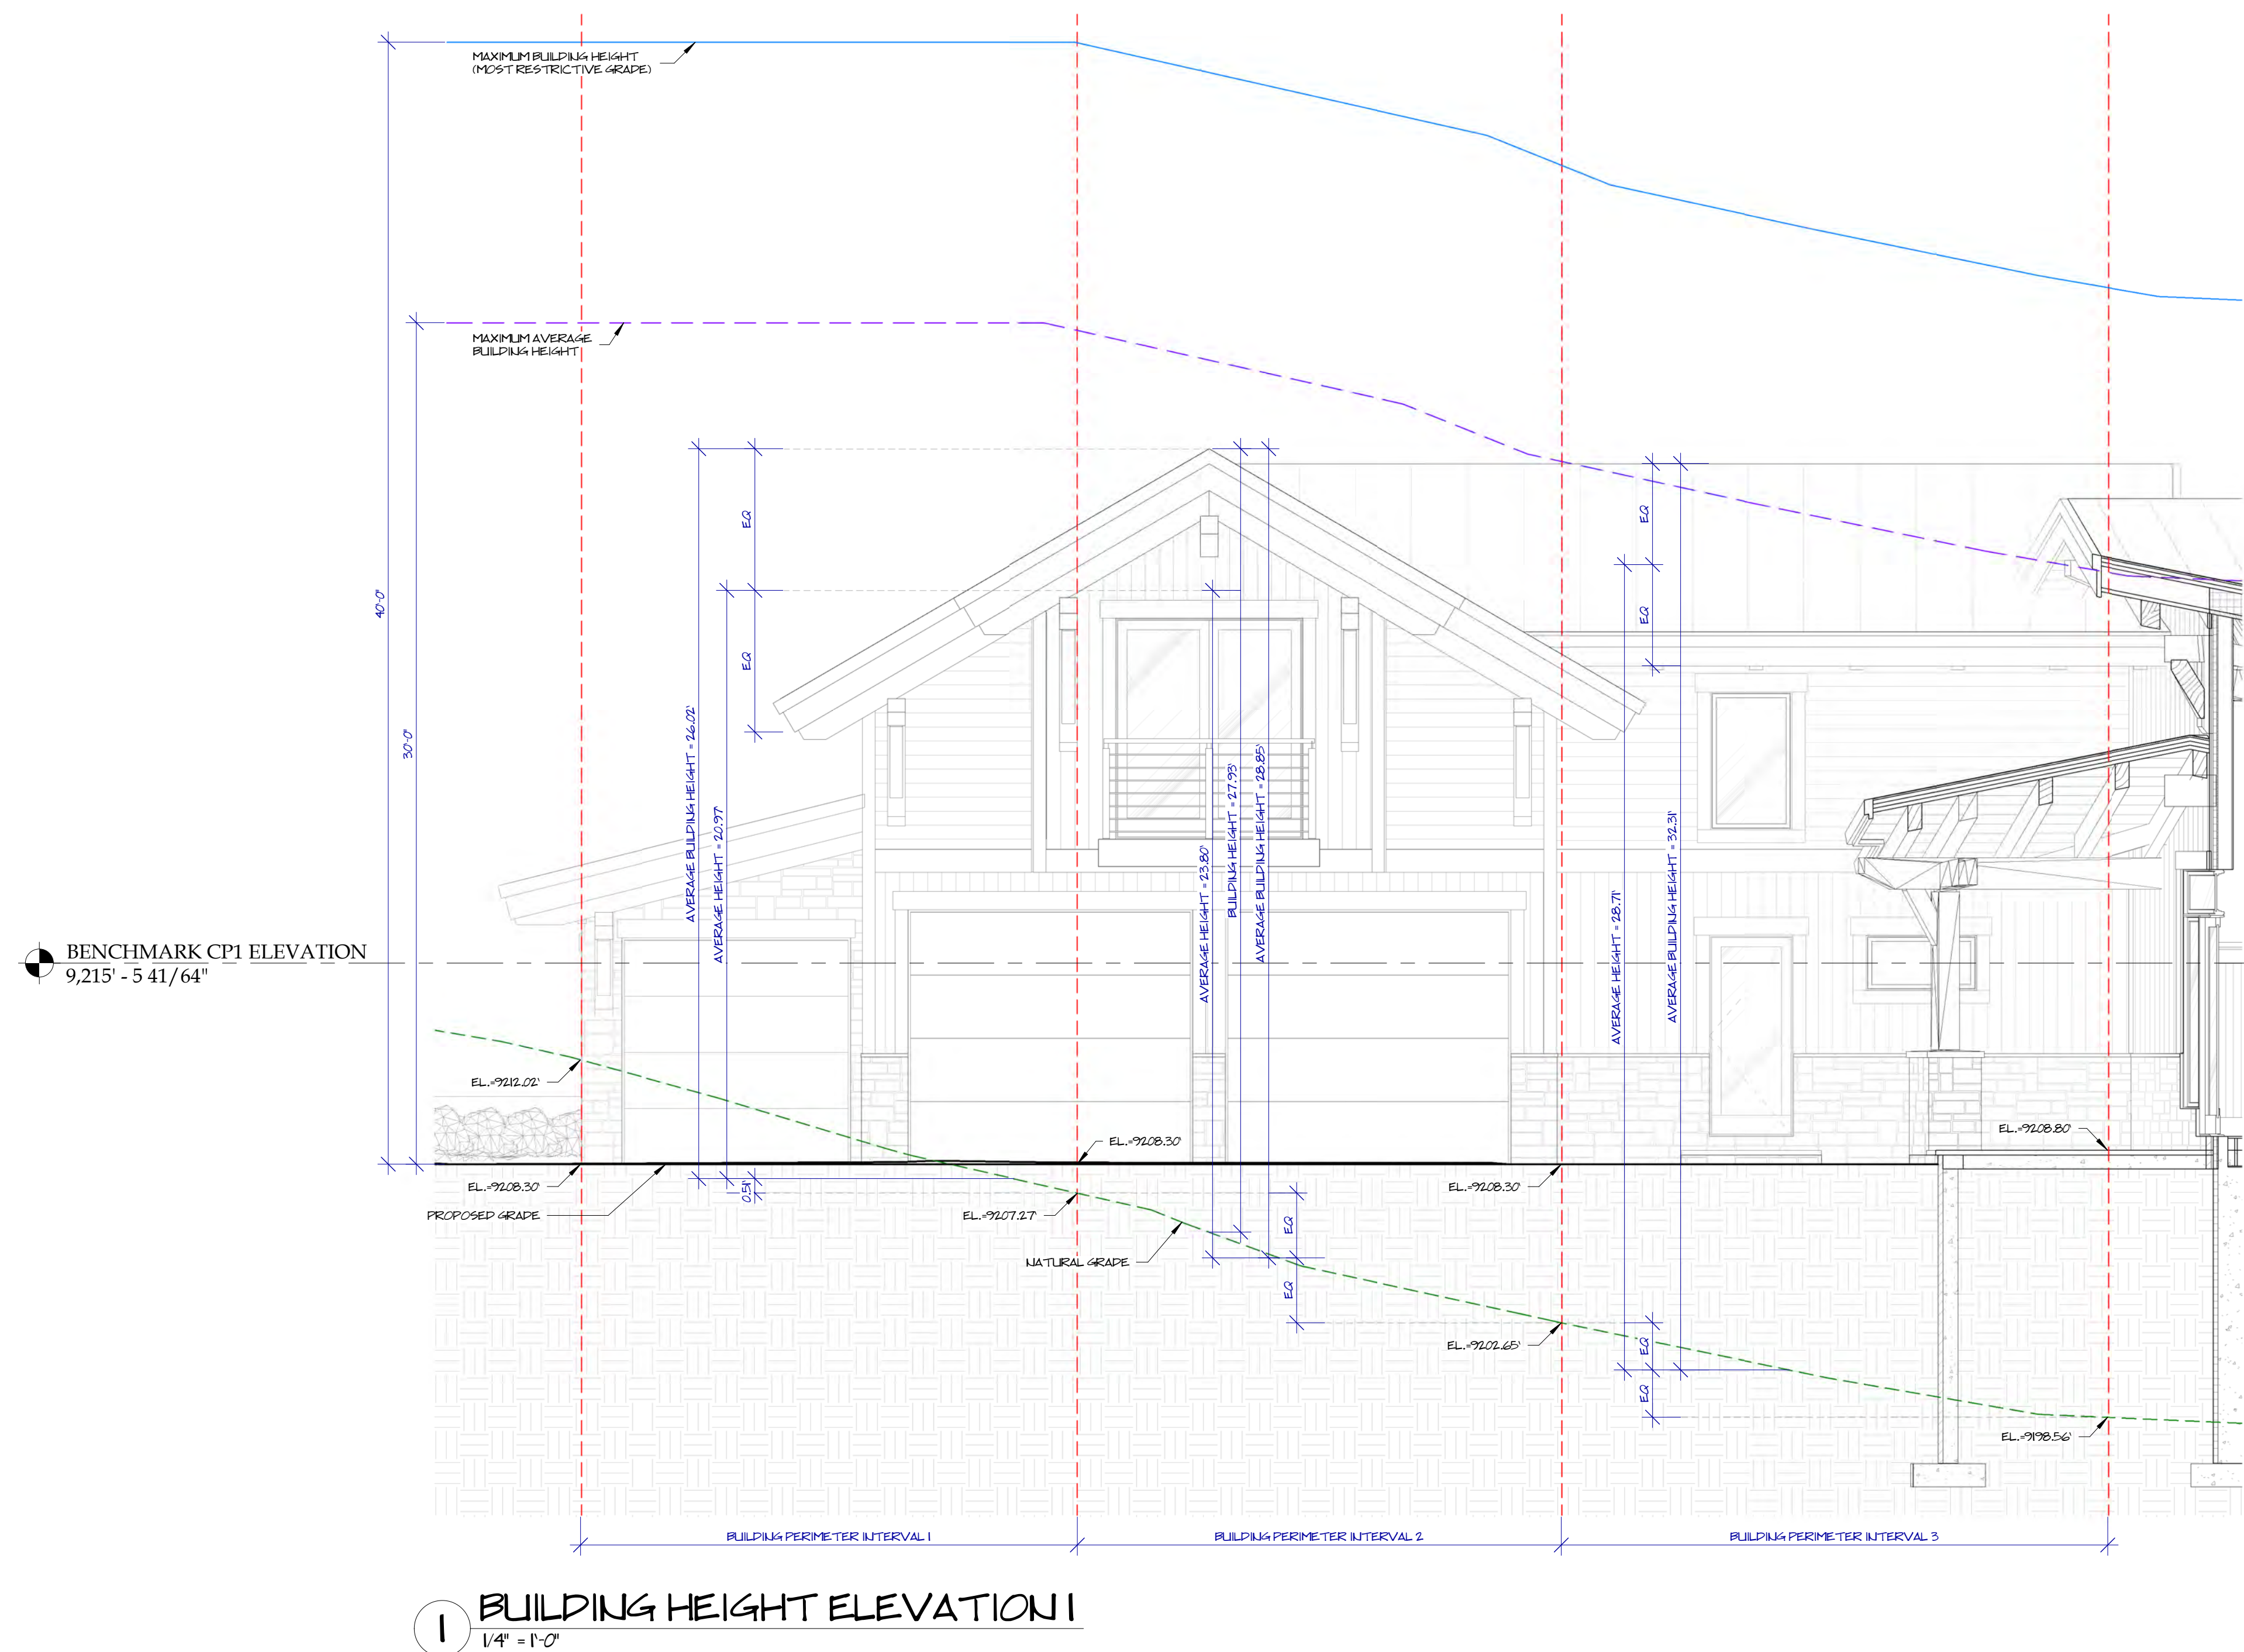 MAXIMUM BUILDING HEIGHT
(MOST RESTRICTIVE GRADE)
MAXIMUM AVERAGE
BUILDING HEIGHT
40'-0"
30'-0"
EQ
EQ
AVERAGE BUILDING HEIGHT = 26.02'
AVERAGE HEIGHT = 20.97'
0.51'
AVERAGE HEIGHT = 23.80'
BUILDING HEIGHT = 27.93'
AVERAGE BUILDING HEIGHT = 28.85'
EQ
EQ
EQ
EQ
AVERAGE HEIGHT = 28.71'
AVERAGE BUILDING HEIGHT = 32.31'
EQ
EQ
BENCHMARK CP1 ELEVATION
9,215' - 5 41/64"
EL.=9212.02'
EL.=9208.30'
PROPOSED GRADE
EL.=9208.30'
EL.=9207.27'
NATURAL GRADE
EL.=9208.30'
EL.=9202.65'
EL.=9208.80'
EL.=9198.56'
BUILDING PERIMETER INTERVAL 1
BUILDING PERIMETER INTERVAL 2
BUILDING PERIMETER INTERVAL 3
1
BUILDING HEIGHT ELEVATION 1
1/4" = 1'-0"